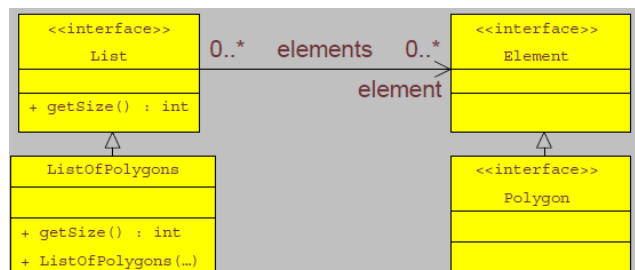 <<interface>>
List
+ getSize() : int
0..* elements 0..*
element
<<interface>>
Element
ListOfPolygons
+ getSize() : int
+ ListOfPolygons(…)
<<interface>>
Polygon